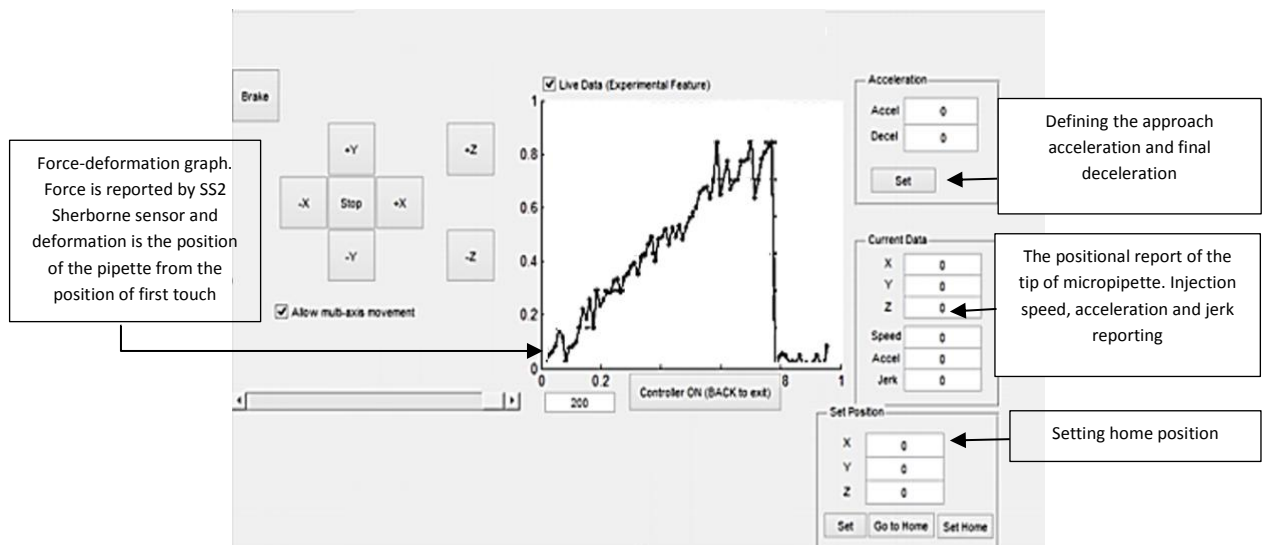 Brake
+Y
+Z
-X
Stop
+X
-Y
-Z
Allow multi-axis movement
200
Controller ON (BACK to exit)
Live Data (Experimental Feature)
1
0.8
0.6
0.4
0.2
0
0
0.2
8
1
Acceleration
Accel 0
Decel 0
Set
Current Data
X 0
Y 0
Z 0
Speed 0
Accel 0
Jerk 0
Set Position
X 0
Y 0
Z 0
Set
Go to Home
Set Home
Force-deformation graph.
Force is reported by SS2
Sherborne sensor and
deformation is the position
of the pipette from the
position of first touch
Defining the approach
acceleration and final
deceleration
The positional report of the
tip of micropipette. Injection
speed, acceleration and jerk
reporting
Setting home position